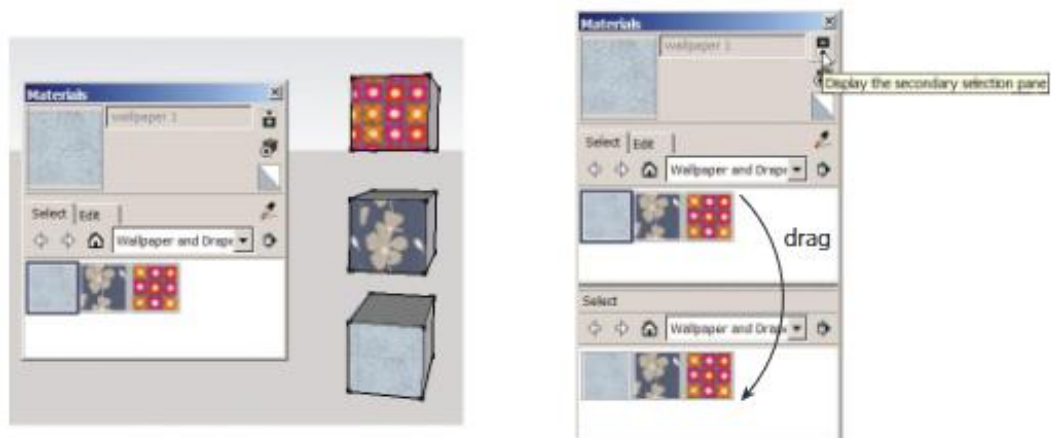 Materials
wallpaper 1
Select Edit
Wallpaper and Drape
Materials
wallpaper 1
Display the secondary selection pane
Select Edit
Wallpaper and Drape
drag
Select
Wallpaper and Drape